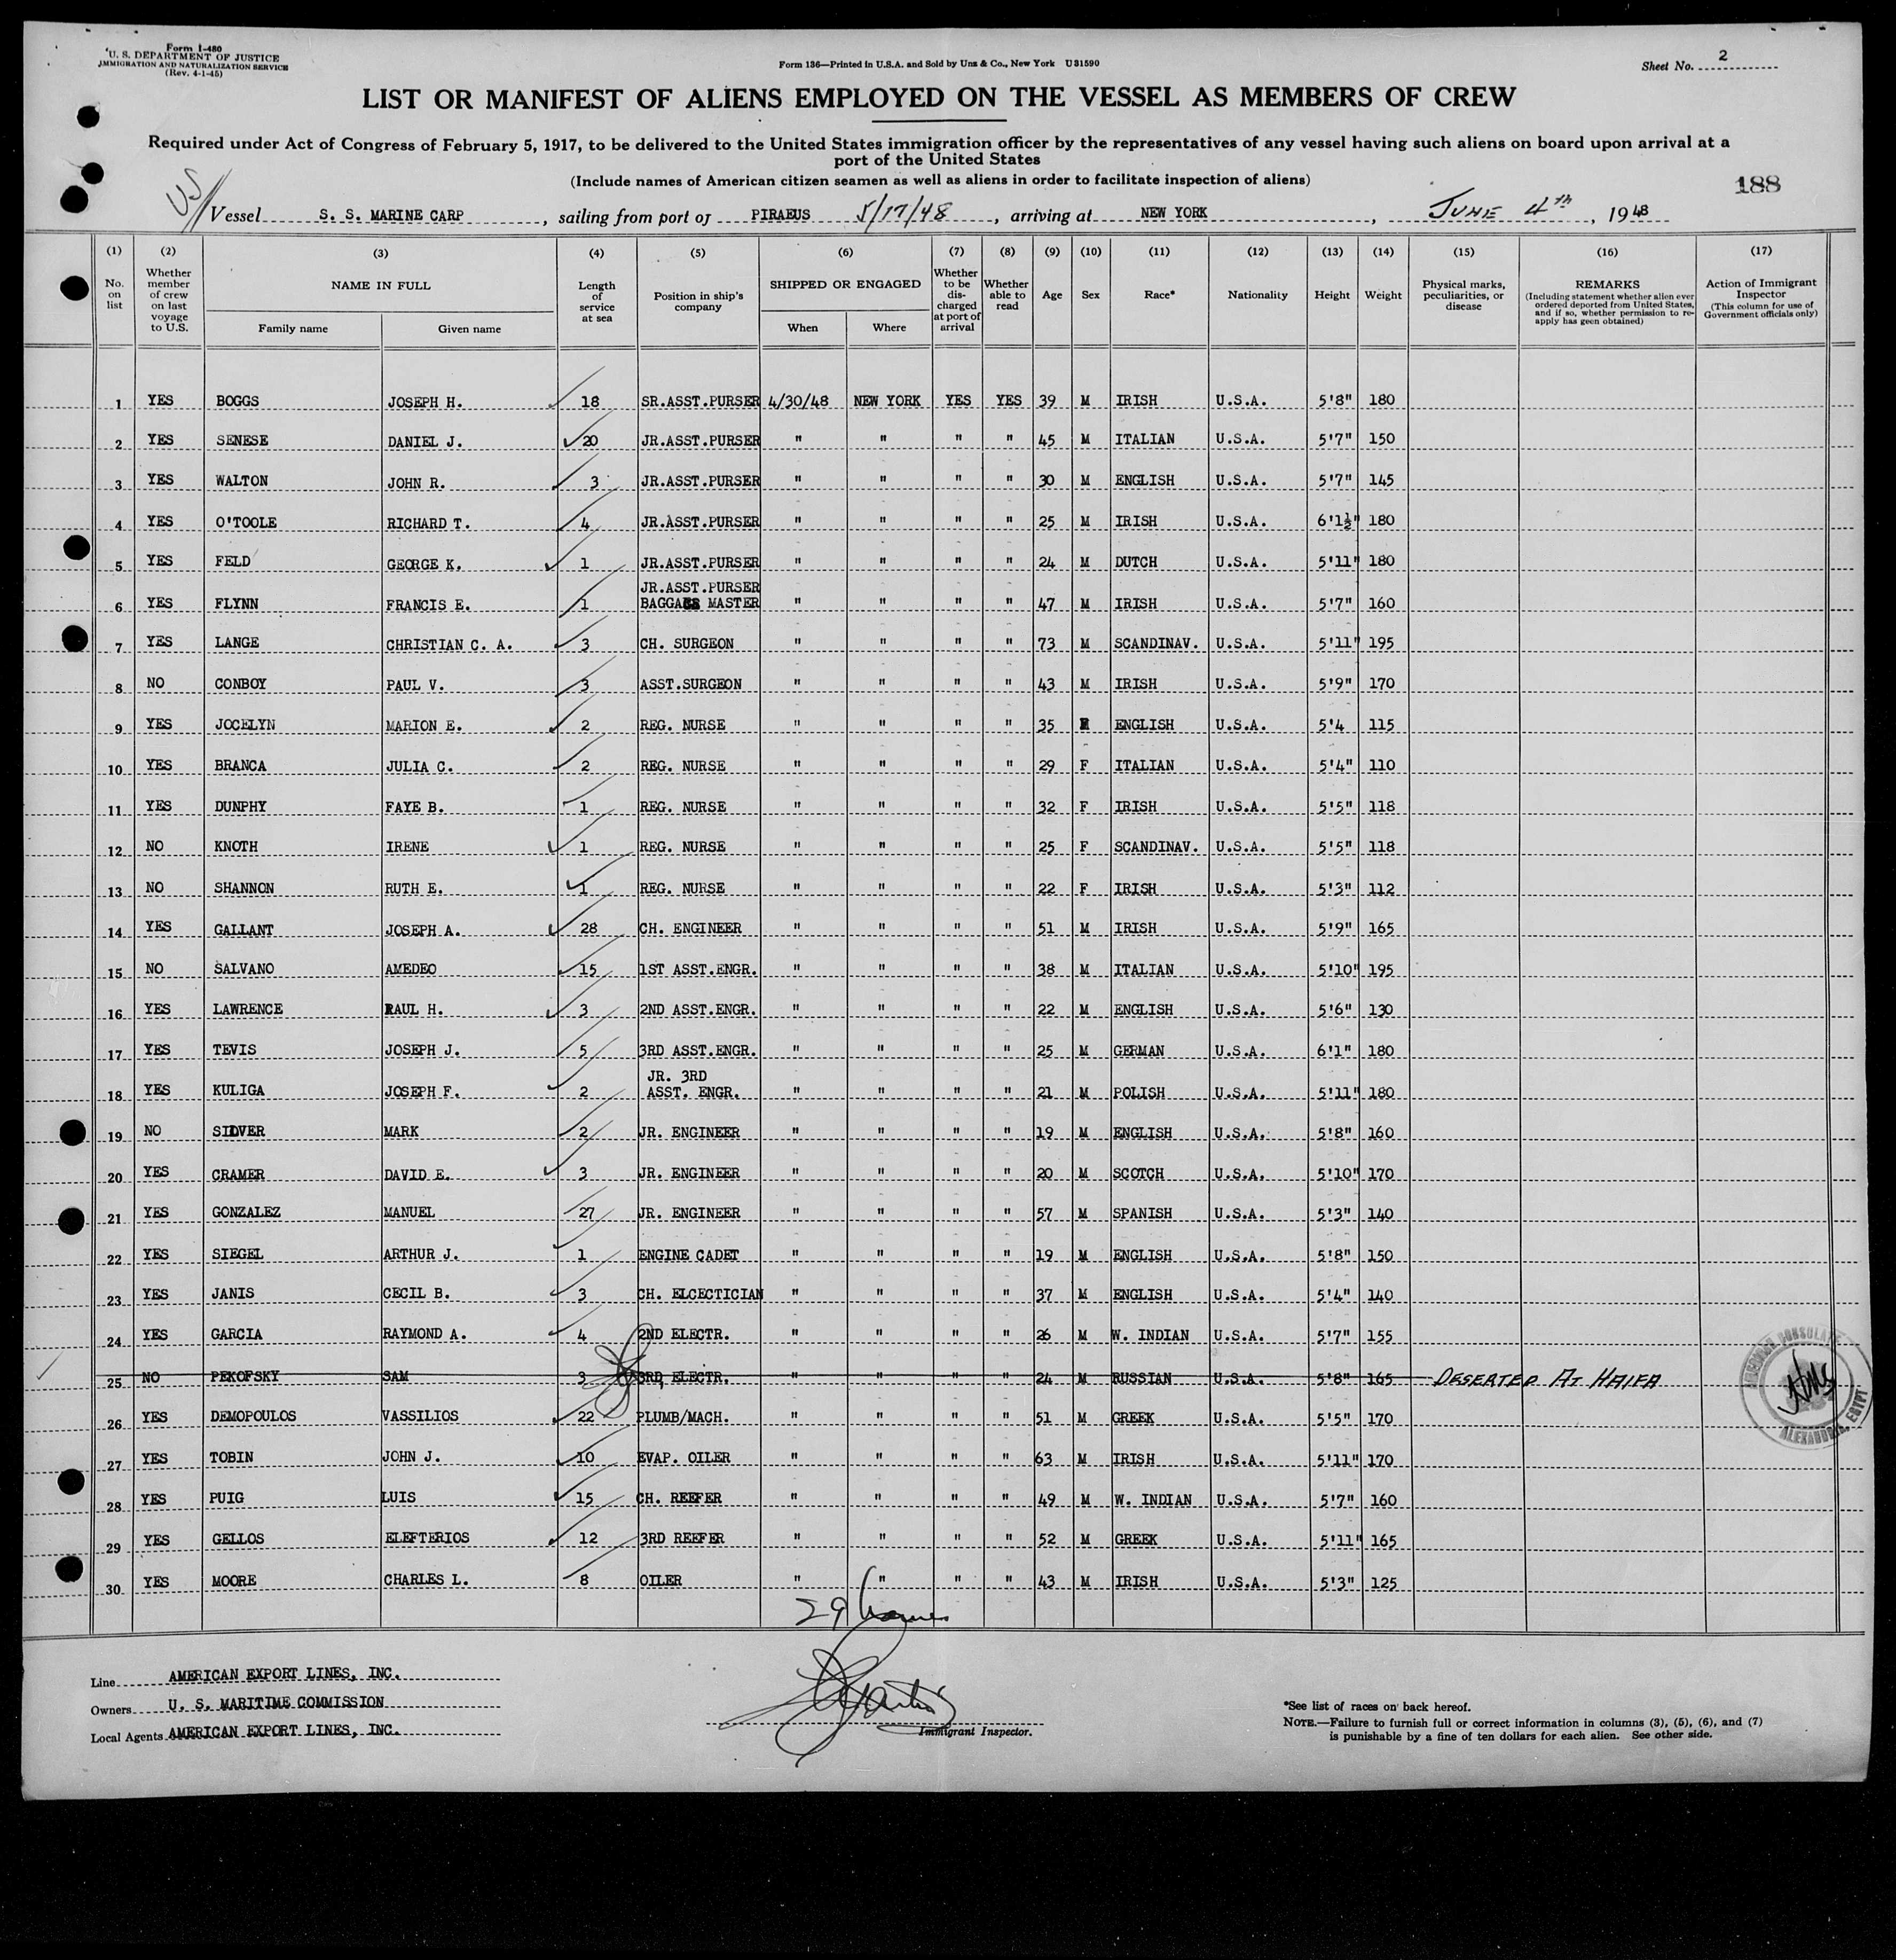 Form I-480
U. S. DEPARTMENT OF JUSTICE
IMMIGRATION AND NATURALIZATION SERVICE
(Rev. 4-1-45)
Form 136—Printed in U.S.A. and Sold by Unz & Co., New York U31590
Sheet No. 2
LIST OR MANIFEST OF ALIENS EMPLOYED ON THE VESSEL AS MEMBERS OF CREW
Required under Act of Congress of February 5, 1917, to be delivered to the United States immigration officer by the representatives of any vessel having such aliens on board upon arrival at a
port of the United States
(Include names of American citizen seamen as well as aliens in order to facilitate inspection of aliens)
188
US
Vessel S. S. MARINE CARP, sailing from port of PIRAEUS 5/17/48, arriving at NEW YORK, JUNE 4th, 1948
(1) (2) (3) (4) (5) (6) (7) (8) (9) (10) (11) (12) (13) (14) (15) (16) (17)
No. on list
Whether member of crew on last voyage to U.S.
NAME IN FULL
Family name Given name
Length of service at sea
Position in ship's company
SHIPPED OR ENGAGED
When Where
Whether to be discharged at port of arrival
Whether able to read
Age Sex Race* Nationality Height Weight
Physical marks, peculiarities, or disease
REMARKS
(Including statement whether alien ever ordered deported from United States, and if so, whether permission to re-apply has geen obtained)
Action of Immigrant Inspector
(This column for use of Government officials only)
1 YES BOGGS JOSEPH H. 18 SR.ASST.PURSER 4/30/48 NEW YORK YES YES 39 M IRISH U.S.A. 5'8" 180
2 YES SENESE DANIEL J. 20 JR.ASST.PURSER " " " " 45 M ITALIAN U.S.A. 5'7" 150
3 YES WALTON JOHN R. 3 JR.ASST.PURSER " " " " 30 M ENGLISH U.S.A. 5'7" 145
4 YES O'TOOLE RICHARD T. 4 JR.ASST.PURSER " " " " 25 M IRISH U.S.A. 6'1½" 180
5 YES FELD GEORGE K. 1 JR.ASST.PURSER " " " " 24 M DUTCH U.S.A. 5'11" 180
JR.ASST.PURSER
6 YES FLYNN FRANCIS E. 1 BAGGAGE MASTER " " " " 47 M IRISH U.S.A. 5'7" 160
7 YES LANGE CHRISTIAN C. A. 3 CH. SURGEON " " " " 73 M SCANDINAV. U.S.A. 5'11" 195
8 NO CONBOY PAUL V. 3 ASST.SURGEON " " " " 43 M IRISH U.S.A. 5'9" 170
9 YES JOCELYN MARION E. 2 REG. NURSE " " " " 35 F ENGLISH U.S.A. 5'4 115
10 YES BRANCA JULIA C. 2 REG. NURSE " " " " 29 F ITALIAN U.S.A. 5'4" 110
11 YES DUNPHY FAYE B. 1 REG. NURSE " " " " 32 F IRISH U.S.A. 5'5" 118
12 NO KNOTH IRENE 1 REG. NURSE " " " " 25 F SCANDINAV. U.S.A. 5'5" 118
13 NO SHANNON RUTH E. 1 REG. NURSE " " " " 22 F IRISH U.S.A. 5'3" 112
14 YES GALLANT JOSEPH A. 28 CH. ENGINEER " " " " 51 M IRISH U.S.A. 5'9" 165
15 NO SALVANO AMEDEO 15 1ST ASST.ENGR. " " " " 38 M ITALIAN U.S.A. 5'10" 195
16 YES LAWRENCE PAUL H. 3 2ND ASST.ENGR. " " " " 22 M ENGLISH U.S.A. 5'6" 130
17 YES TEVIS JOSEPH J. 5 3RD ASST.ENGR. " " " " 25 M GERMAN U.S.A. 6'1" 180
JR. 3RD
18 YES KULIGA JOSEPH F. 2 ASST. ENGR. " " " " 21 M POLISH U.S.A. 5'11" 180
19 NO SILVER MARK 2 JR. ENGINEER " " " " 19 M ENGLISH U.S.A. 5'8" 160
20 YES CRAMER DAVID E. 3 JR. ENGINEER " " " " 20 M SCOTCH U.S.A. 5'10" 170
21 YES GONZALEZ MANUEL 27 JR. ENGINEER " " " " 57 M SPANISH U.S.A. 5'3" 140
22 YES SIEGEL ARTHUR J. 1 ENGINE CADET " " " " 19 M ENGLISH U.S.A. 5'8" 150
23 YES JANIS CECIL B. 3 CH. ELCECTICIAN " " " " 37 M ENGLISH U.S.A. 5'4" 140
24 YES GARCIA RAYMOND A. 4 2ND ELECTR. " " " " 26 M W. INDIAN U.S.A. 5'7" 155
25 NO PEKOFSKY SAM 3 3RD ELECTR. " " " " 24 M RUSSIAN U.S.A. 5'8" 165 DESERTED AT HAIFA
26 YES DEMOPOULOS VASSILIOS 22 PLUMB/MACH. " " " " 51 M GREEK U.S.A. 5'5" 170
27 YES TOBIN JOHN J. 10 EVAP. OILER " " " " 63 M IRISH U.S.A. 5'11" 170
28 YES PUIG LUIS 15 CH. REEFER " " " " 49 M W. INDIAN U.S.A. 5'7" 160
29 YES GELLOS ELEFTERIOS 12 3RD REEFER " " " " 52 M GREEK U.S.A. 5'11" 165
30 YES MOORE CHARLES L. 8 OILER " " " " 43 M IRISH U.S.A. 5'3" 125
CONSULATE
ALEXANDRIA, EGYPT
29
Line AMERICAN EXPORT LINES, INC.
Owners U. S. MARITIME COMMISSION
Local Agents AMERICAN EXPORT LINES, INC.
Immigrant Inspector.
*See list of races on back hereof.
NOTE.—Failure to furnish full or correct information in columns (3), (5), (6), and (7)
is punishable by a fine of ten dollars for each alien. See other side.